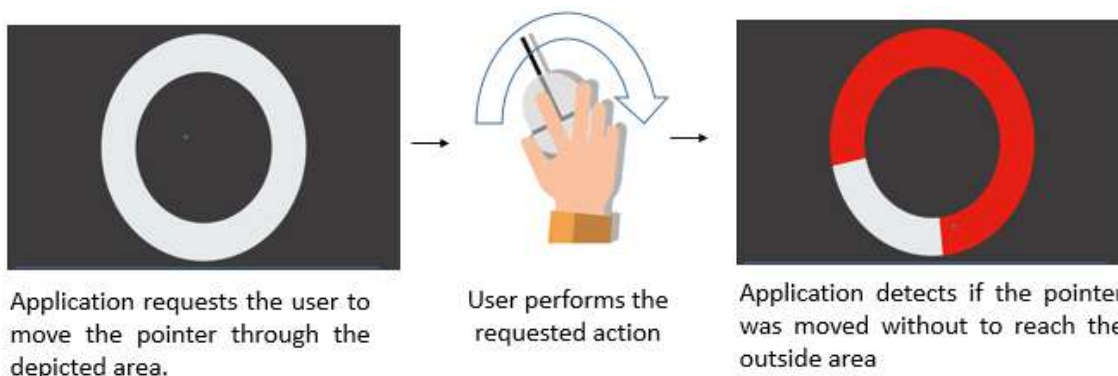 Application requests the user to
move the pointer through the
depicted area.
User performs the
requested action
Application detects if the pointer
was moved without to reach the
outside area